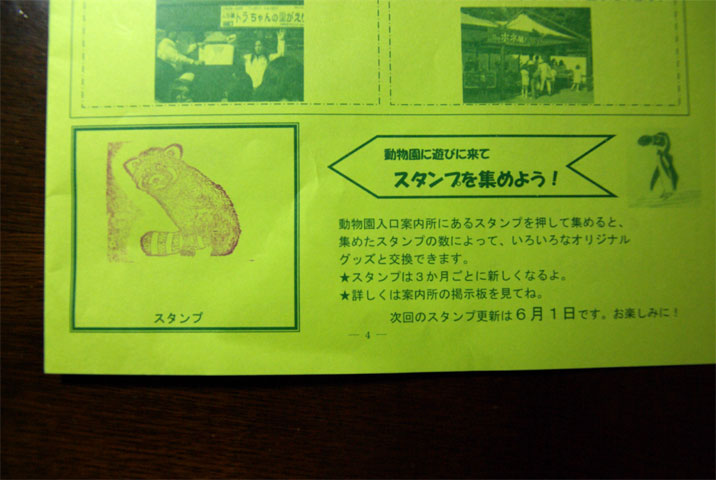 トラちゃんの
動物園に遊びに来て
スタンプを集めよう！
動物園入口案内所にあるスタンプを押して集めると、
集めたスタンプの数によって、いろいろなオリジナル
グッズと交換できます。
★スタンプは３か月ごとに新しくなるよ。
★詳しくは案内所の掲示板を見てね。
スタンプ
次回のスタンプ更新は６月１日です。お楽しみに！
― 4 ―